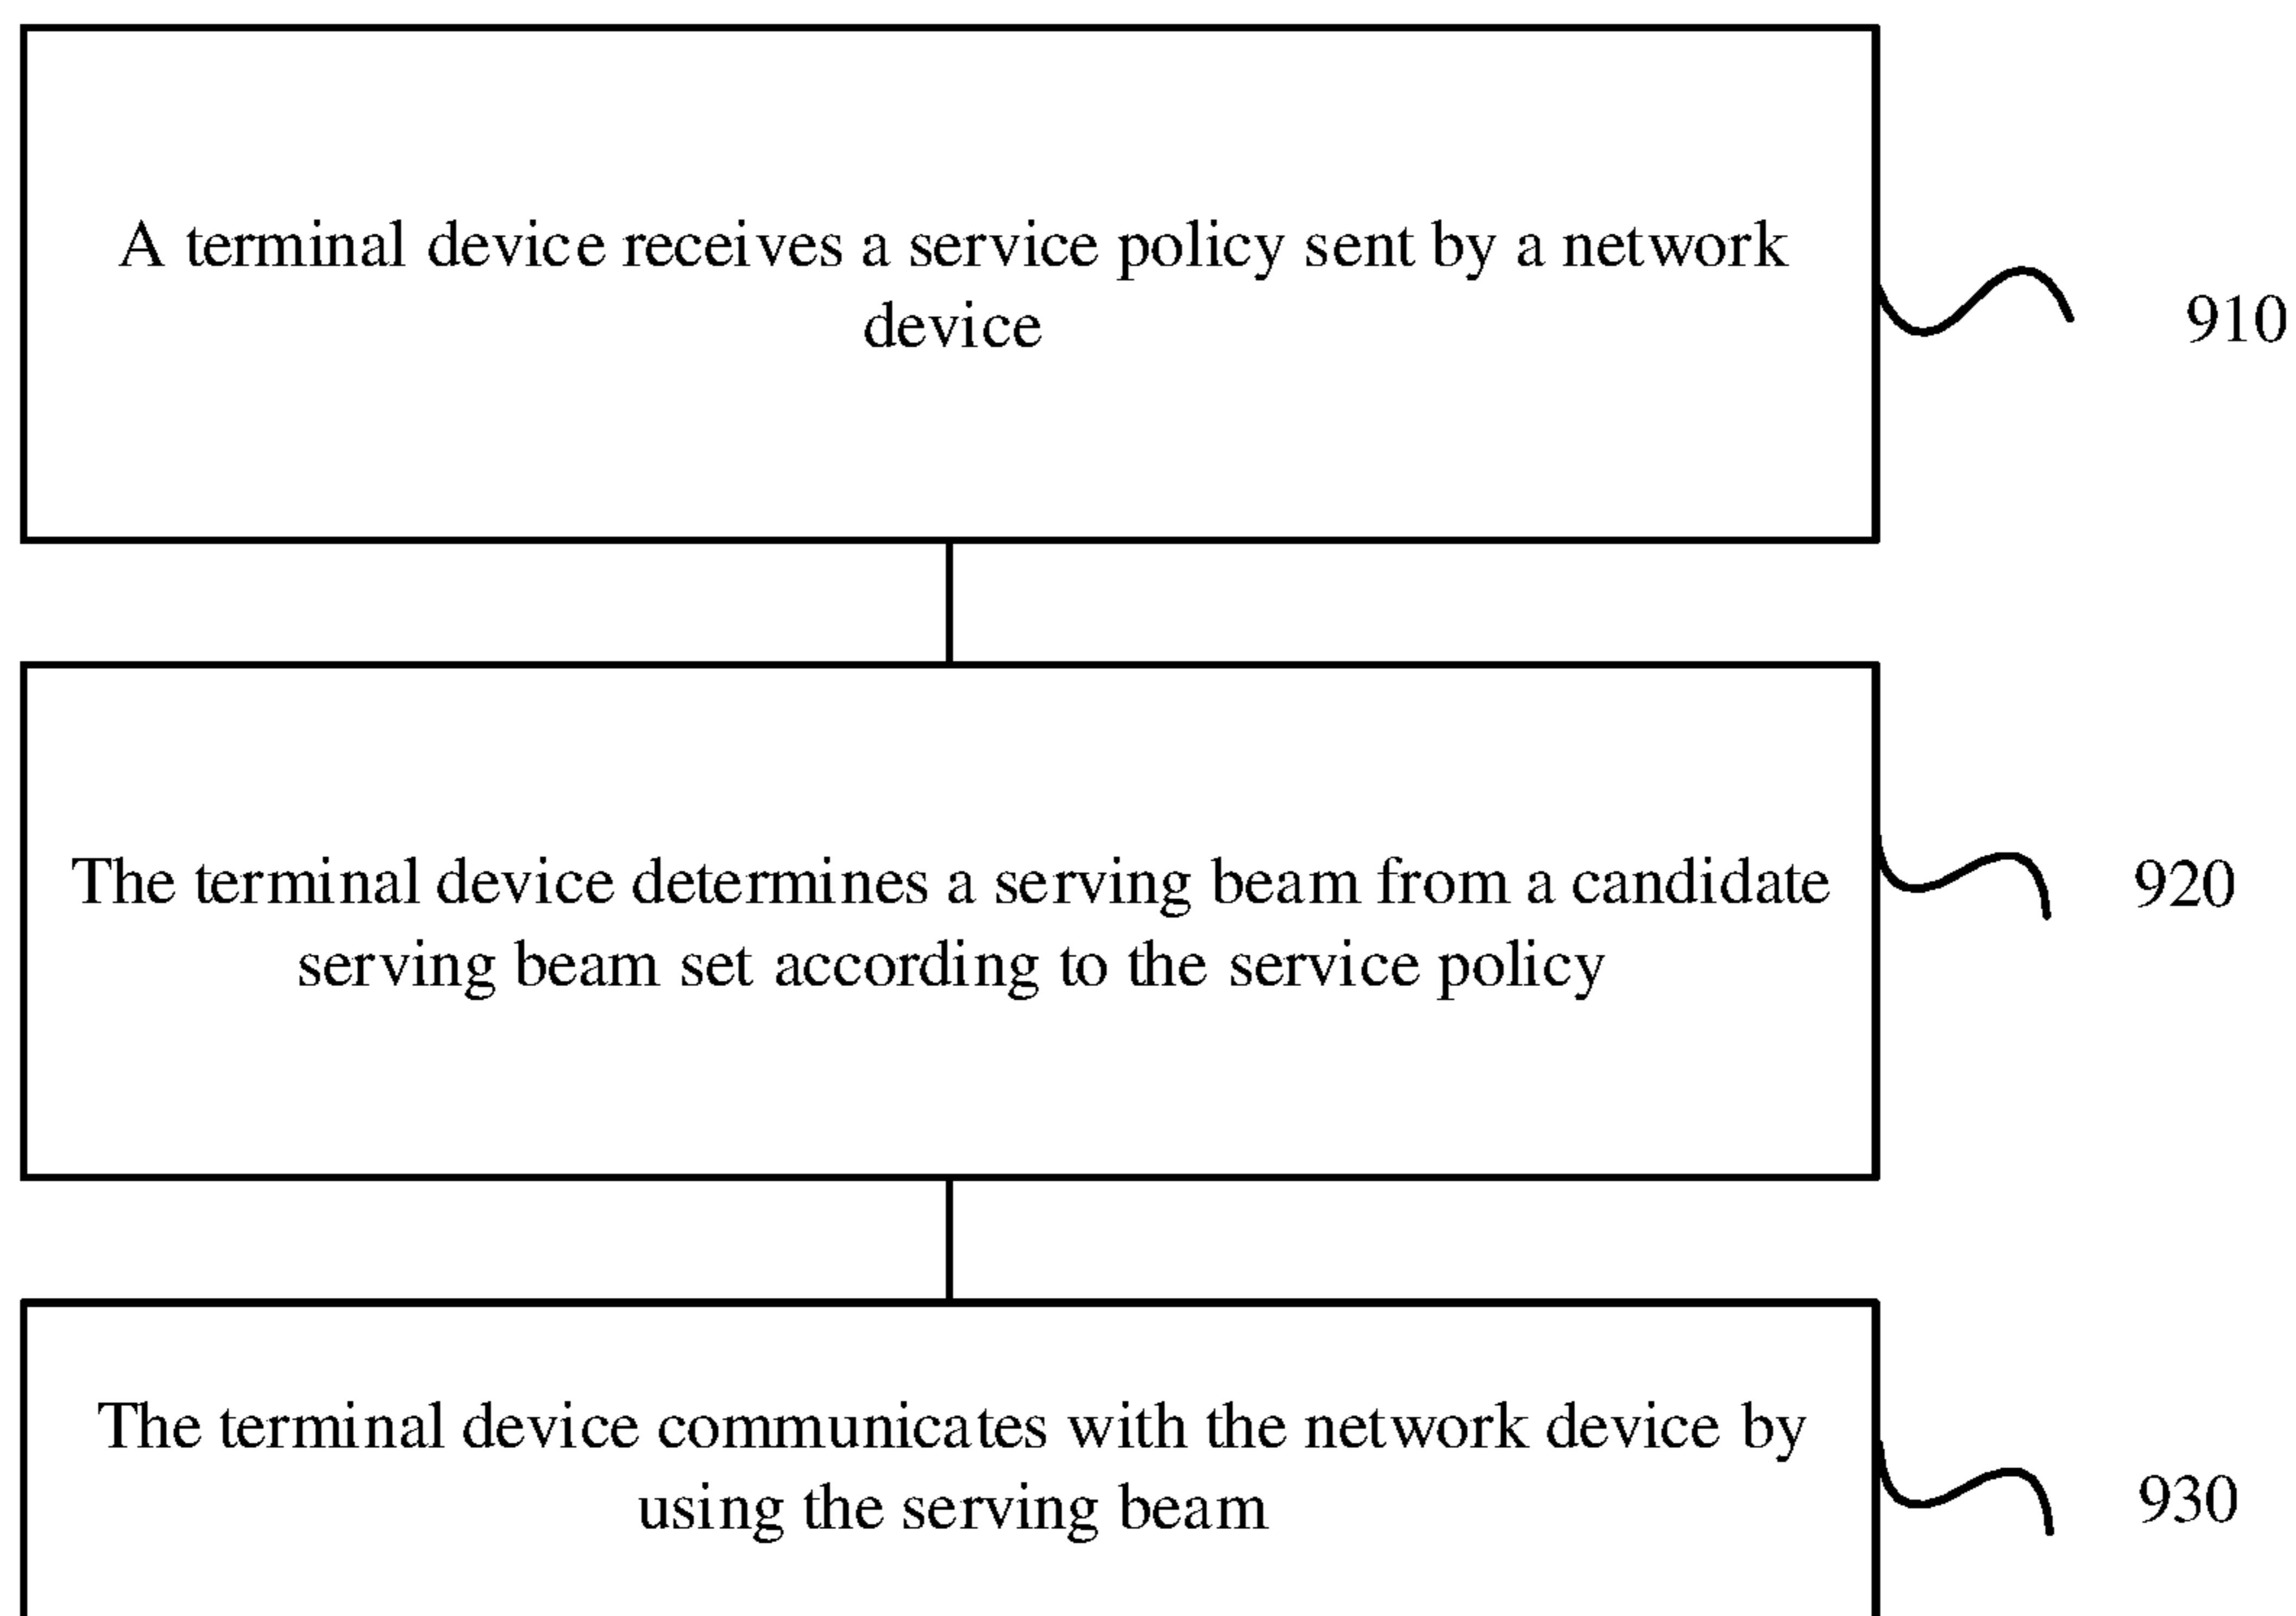 A terminal device receives a service policy sent by a network
device
910
The terminal device determines a serving beam from a candidate
serving beam set according to the service policy
920
The terminal device communicates with the network device by
using the serving beam
930